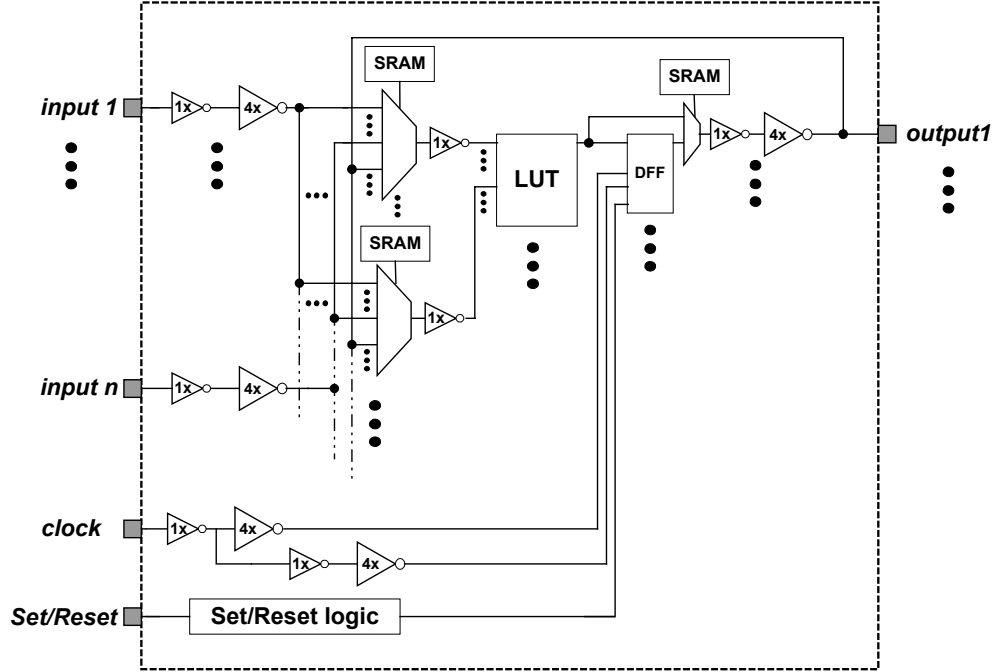 SRAM
input 1
1x
4x
1x
SRAM
1x
4x
output1
LUT
DFF
SRAM
1x
input n
1x
4x
clock
1x
4x
1x
4x
Set/Reset
Set/Reset logic